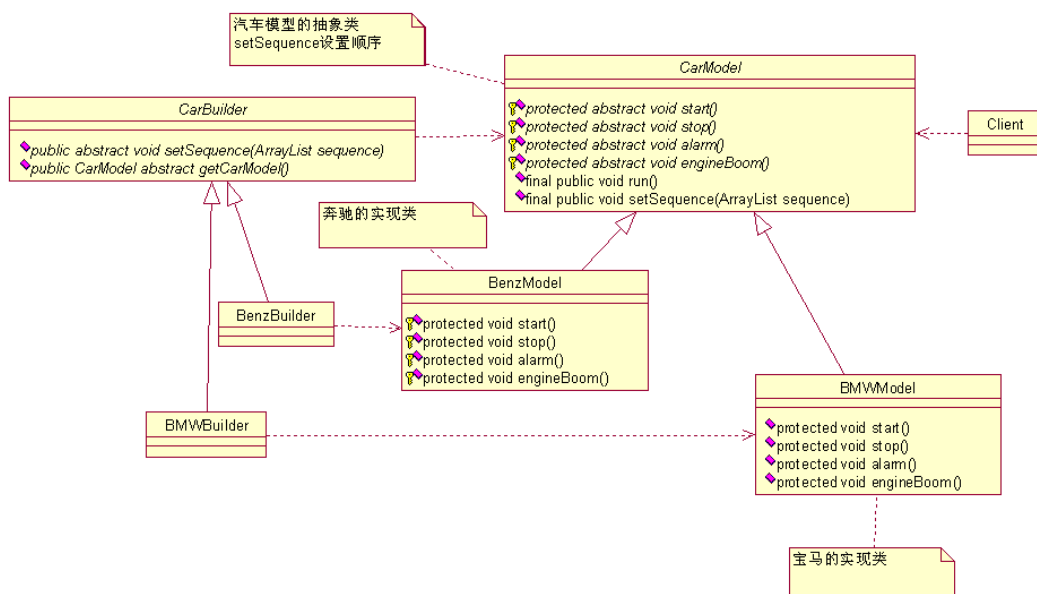 汽车模型的抽象类
setSequence设置顺序
CarModel
protected abstract void start()
protected abstract void stop()
protected abstract void alarm()
protected abstract void engineBoom()
final public void run()
final public void setSequence(ArrayList sequence)
Client
CarBuilder
public abstract void setSequence(ArrayList sequence)
public CarModel abstract getCarModel()
奔驰的实现类
BenzModel
protected void start()
protected void stop()
protected void alarm()
protected void engineBoom()
BenzBuilder
BMWBuilder
BMWModel
protected void start()
protected void stop()
protected void alarm()
protected void engineBoom()
宝马的实现类